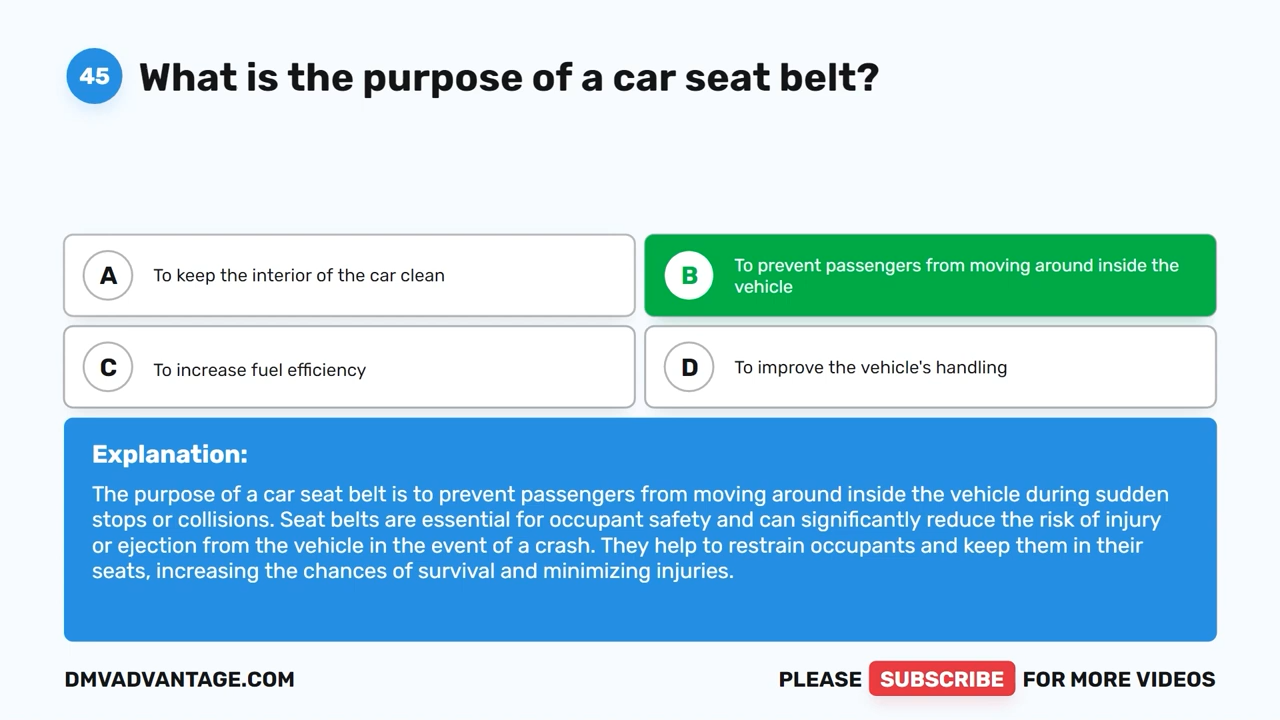 45
What is the purpose of a car seat belt?
A
To keep the interior of the car clean
B
To prevent passengers from moving around inside the
vehicle
C
To increase fuel efficiency
D
To improve the vehicle's handling
Explanation:
The purpose of a car seat belt is to prevent passengers from moving around inside the vehicle during sudden
stops or collisions. Seat belts are essential for occupant safety and can significantly reduce the risk of injury
or ejection from the vehicle in the event of a crash. They help to restrain occupants and keep them in their
seats, increasing the chances of survival and minimizing injuries.
DMVADVANTAGE.COM
PLEASE SUBSCRIBE FOR MORE VIDEOS